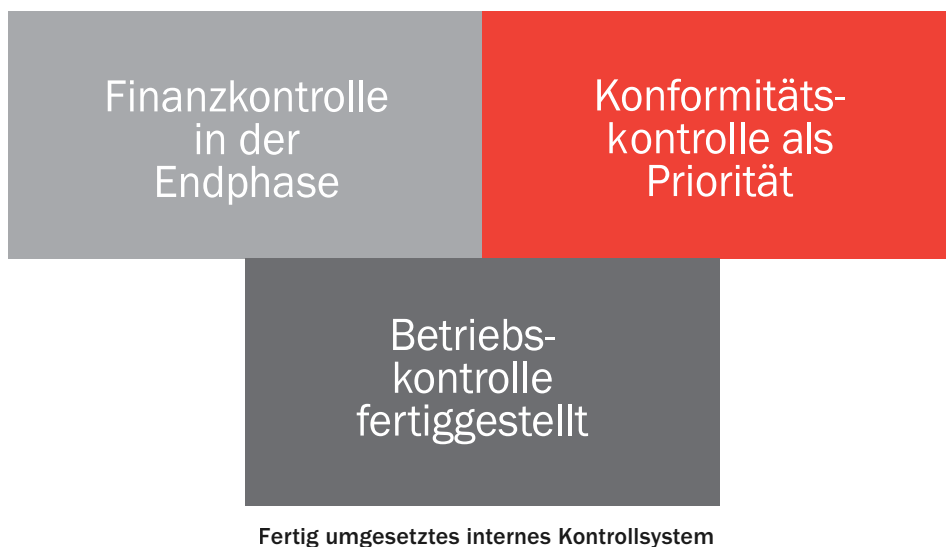 Finanzkontrolle
in der
Endphase
Konformitäts-
kontrolle als
Priorität
Betriebs-
kontrolle
fertiggestellt
Fertig umgesetztes internes Kontrollsystem